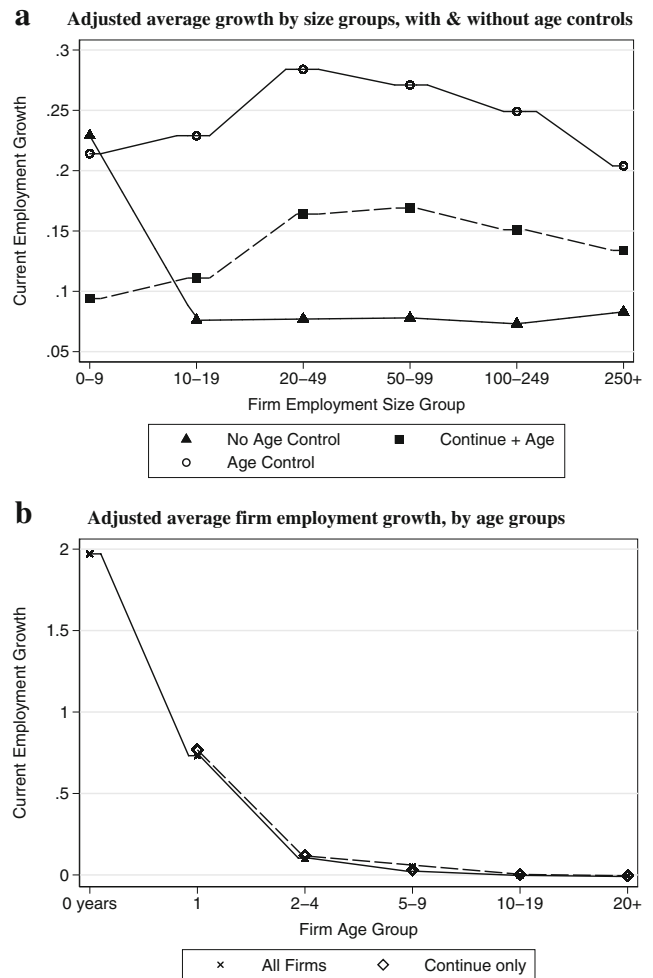 a Adjusted average growth by size groups, with & without age controls
.3
.25
.2
.15
.1
.05
Current Employment Growth
0–9 10–19 20–49 50–99 100–249 250+
Firm Employment Size Group
No Age Control Continue + Age
Age Control
b Adjusted average firm employment growth, by age groups
2
1.5
1
.5
0
Current Employment Growth
0 years 1 2–4 5–9 10–19 20+
Firm Age Group
All Firms Continue only